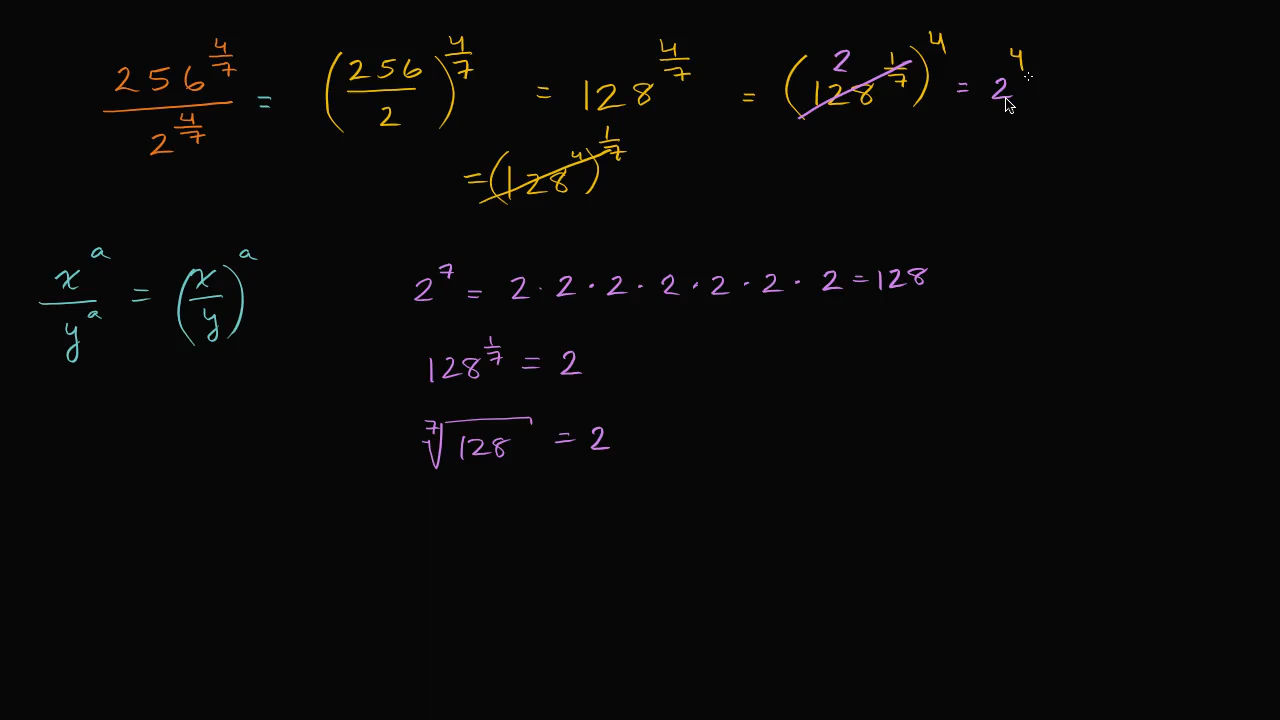 256^(4/7) / 2^(4/7) = (256/2)^(4/7) = 128^(4/7) = (128^(1/7))^4 2 = 2^4
= (128^4)^(1/7)
x^a / y^a = (x/y)^a
2^7 = 2 · 2 · 2 · 2 · 2 · 2 · 2 = 128
128^(1/7) = 2
⁷√128 = 2